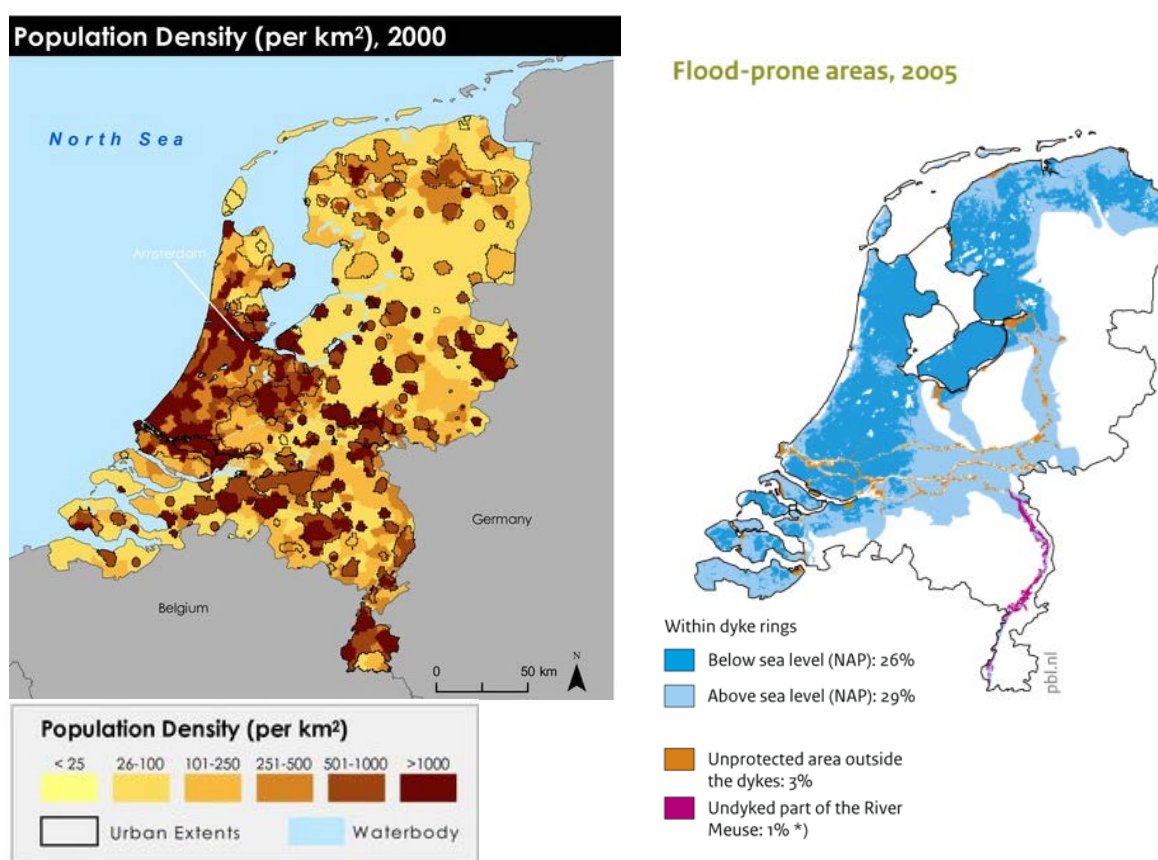 Population Density (per km²), 2000
North Sea
Amsterdam
Germany
Belgium
N
0 50 km
Population Density (per km²)
< 25 26-100 101-250 251-500 501-1000 >1000
Urban Extents Waterbody
Flood-prone areas, 2005
Within dyke rings
Below sea level (NAP): 26%
Above sea level (NAP): 29%
Unprotected area outside
the dykes: 3%
Undyked part of the River
Meuse: 1% *)
pbl.nl